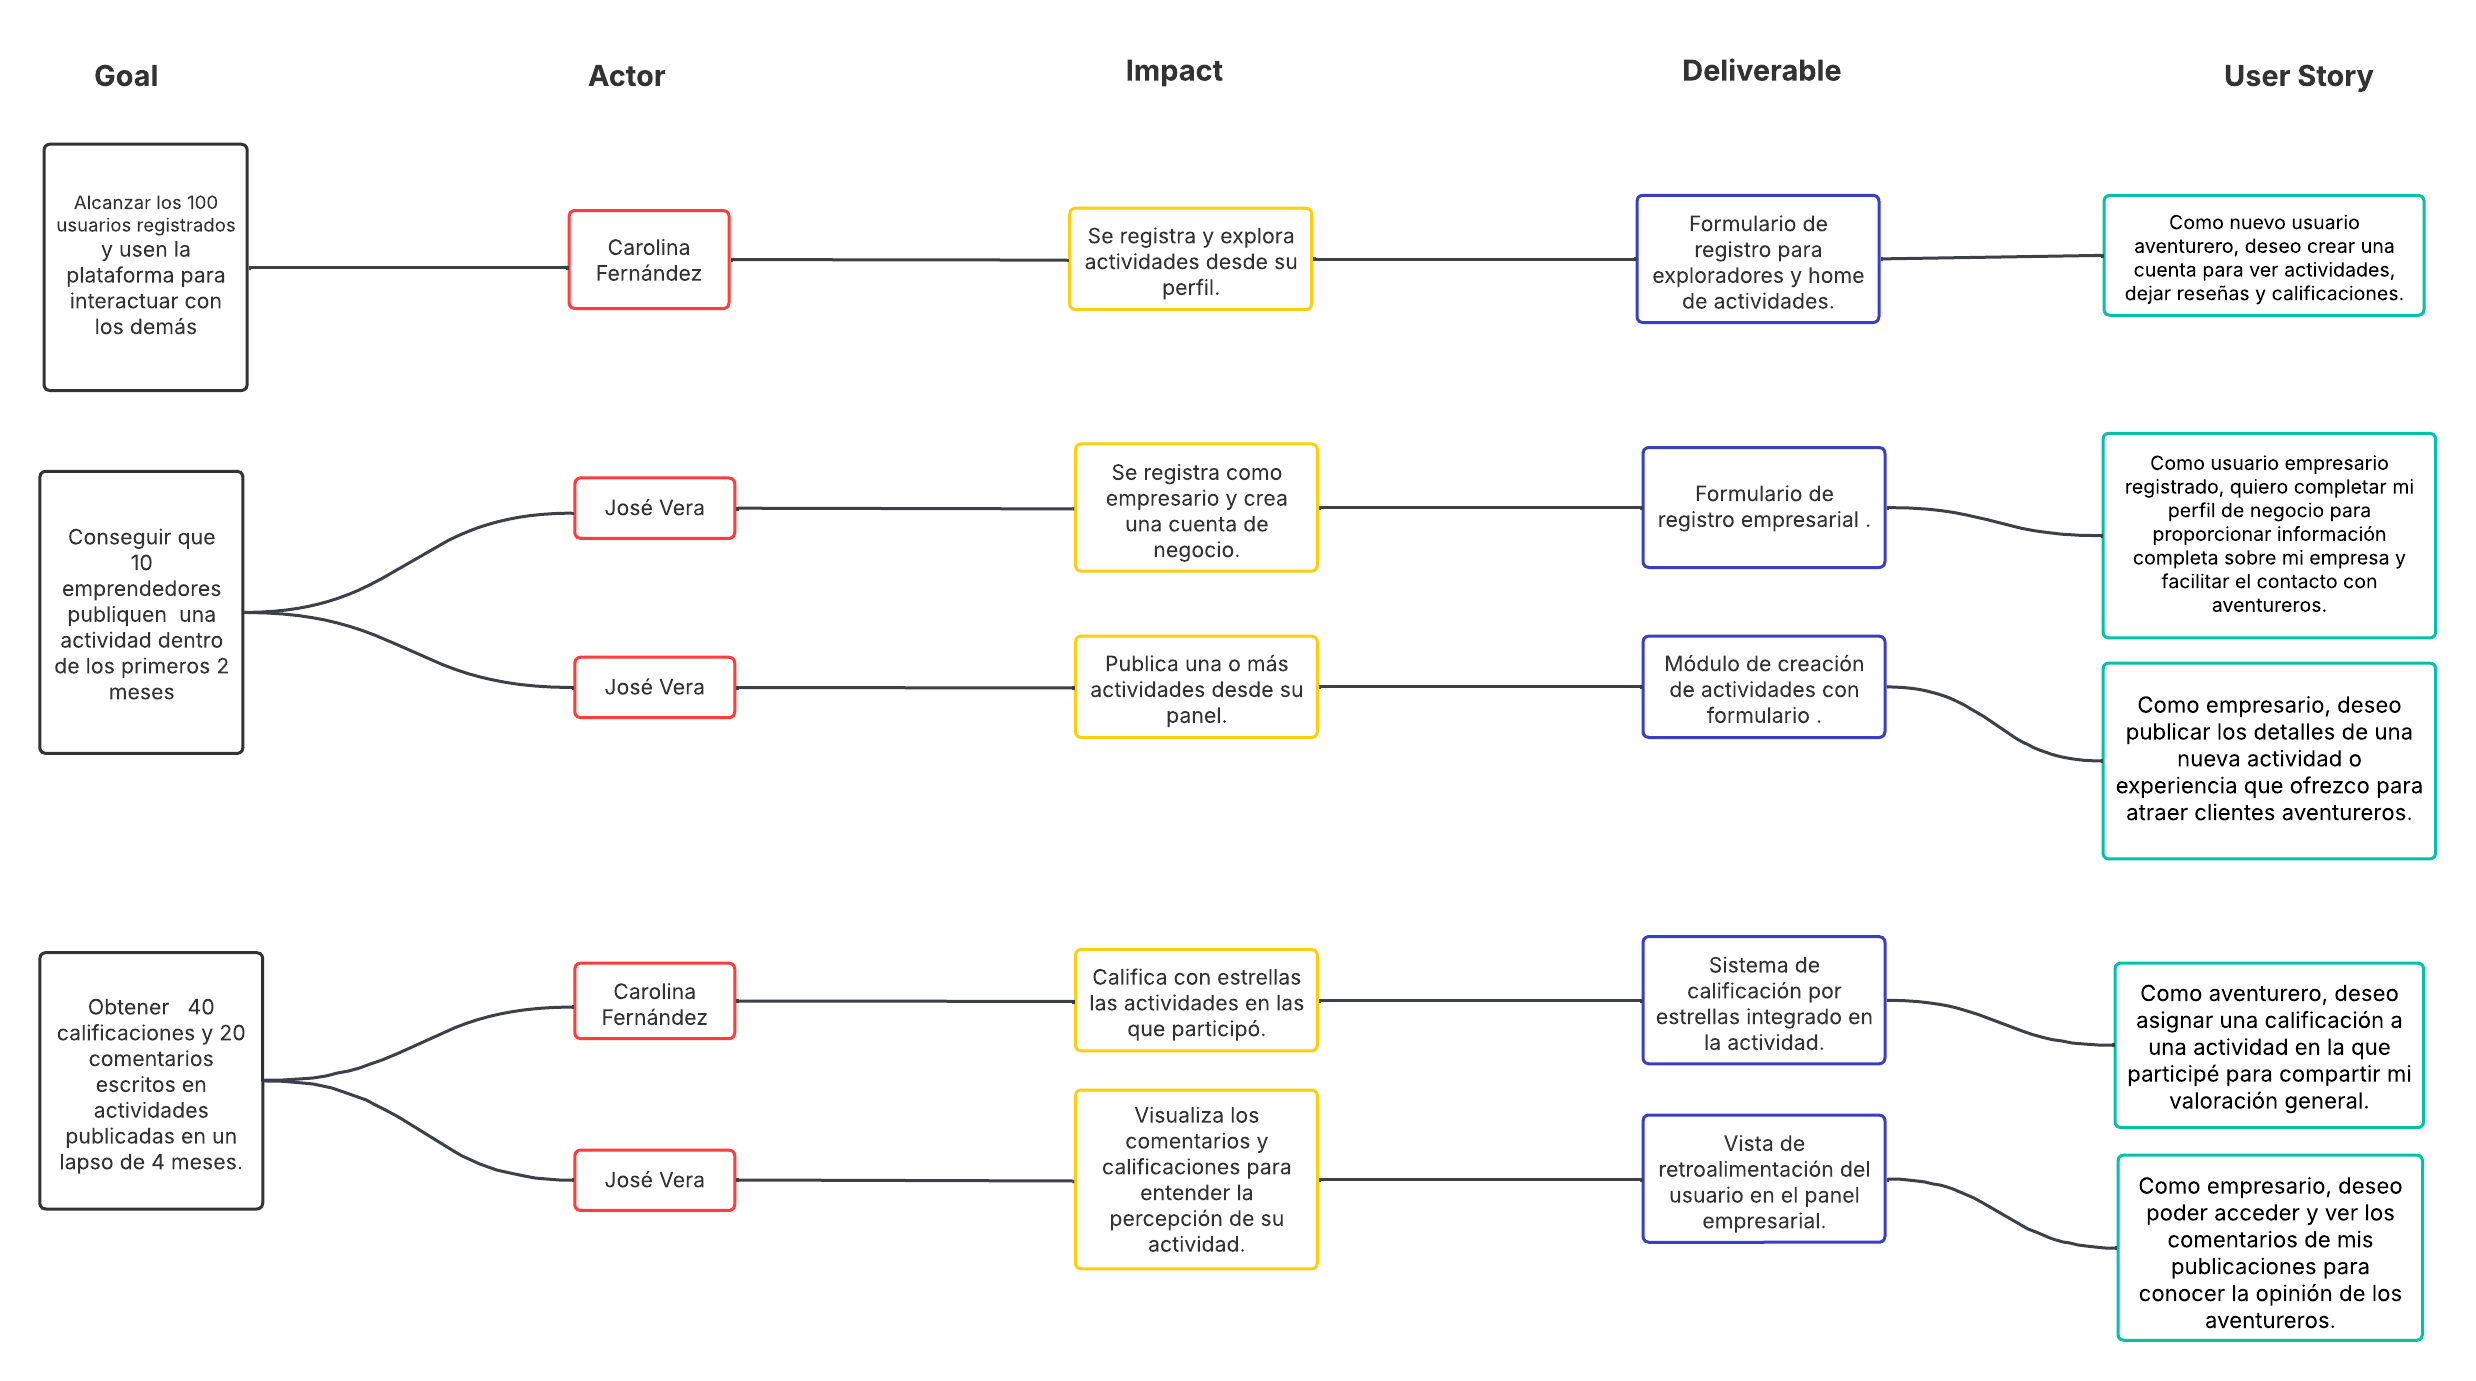 Goal
Actor
Impact
Deliverable
User Story
Alcanzar los 100
usuarios registrados
y usen la
plataforma para
interactuar con
los demás
Carolina
Fernández
Se registra y explora
actividades desde su
perfil.
Formulario de
registro para
exploradores y home
de actividades.
Como nuevo usuario
aventurero, deseo crear una
cuenta para ver actividades,
dejar reseñas y calificaciones.
Conseguir que
10
emprendedores
publiquen  una
actividad dentro
de los primeros 2
meses
José Vera
Se registra como
empresario y crea
una cuenta de
negocio.
Formulario de
registro empresarial .
Como usuario empresario
registrado, quiero completar mi
perfil de negocio para
proporcionar información
completa sobre mi empresa y
facilitar el contacto con
aventureros.
José Vera
Publica una o más
actividades desde su
panel.
Módulo de creación
de actividades con
formulario .
Como empresario, deseo
publicar los detalles de una
nueva actividad o
experiencia que ofrezco para
atraer clientes aventureros.
Obtener   40
calificaciones y 20
comentarios
escritos en
actividades
publicadas en un
lapso de 4 meses.
Carolina
Fernández
Califica con estrellas
las actividades en las
que participó.
Sistema de
calificación por
estrellas integrado en
la actividad.
Como aventurero, deseo
asignar una calificación a
una actividad en la que
participé para compartir mi
valoración general.
José Vera
Visualiza los
comentarios y
calificaciones para
entender la
percepción de su
actividad.
Vista de
retroalimentación del
usuario en el panel
empresarial.
Como empresario, deseo
poder acceder y ver los
comentarios de mis
publicaciones para
conocer la opinión de los
aventureros.